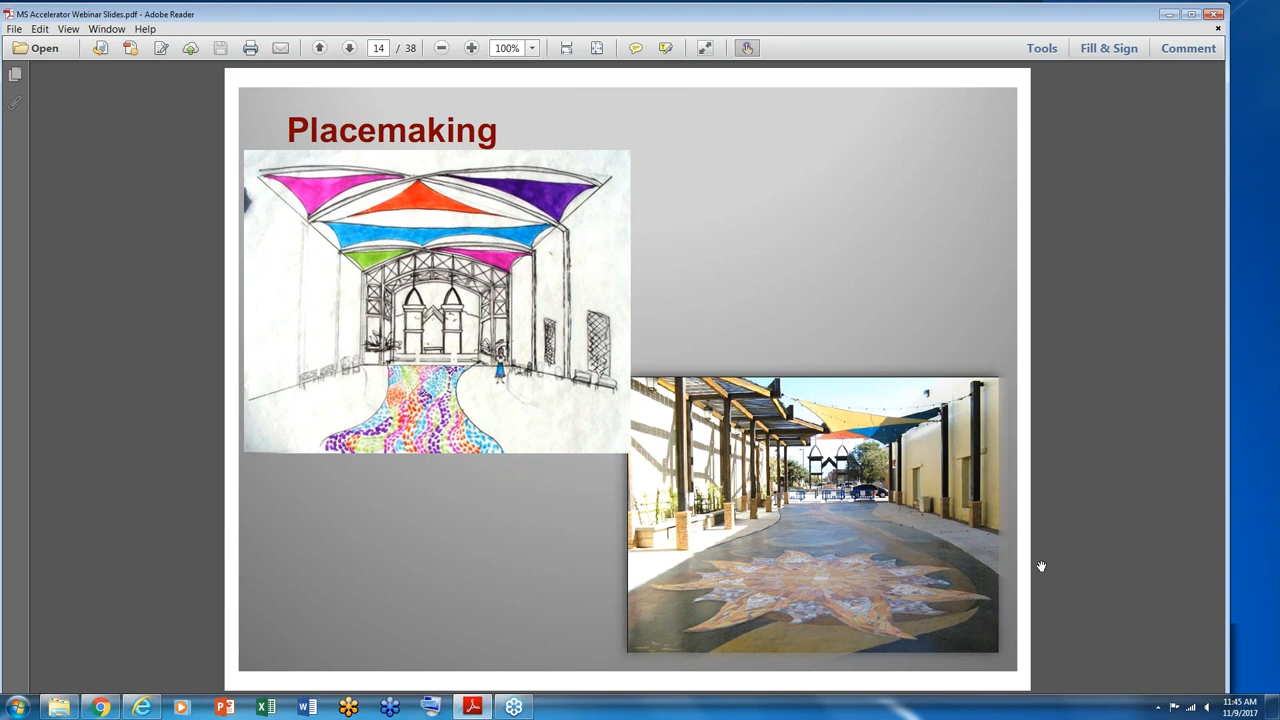 MS Accelerator Webinar Slides.pdf - Adobe Reader
File Edit View Window Help
Open 14 / 38 100% Tools Fill & Sign Comment
Placemaking
11:45 AM
11/9/2017